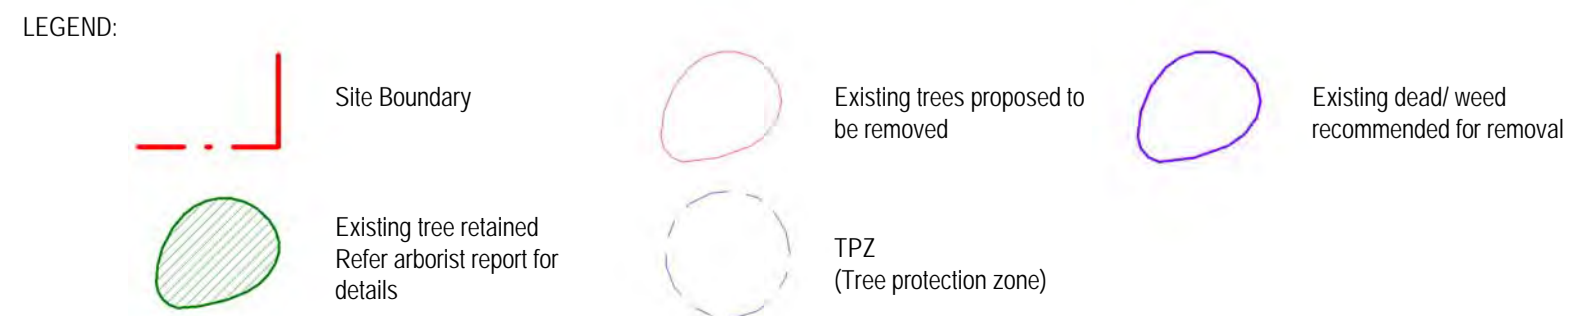 LEGEND:
Site Boundary
Existing trees proposed to
be removed
Existing dead/ weed
recommended for removal
Existing tree retained
Refer arborist report for
details
TPZ
(Tree protection zone)